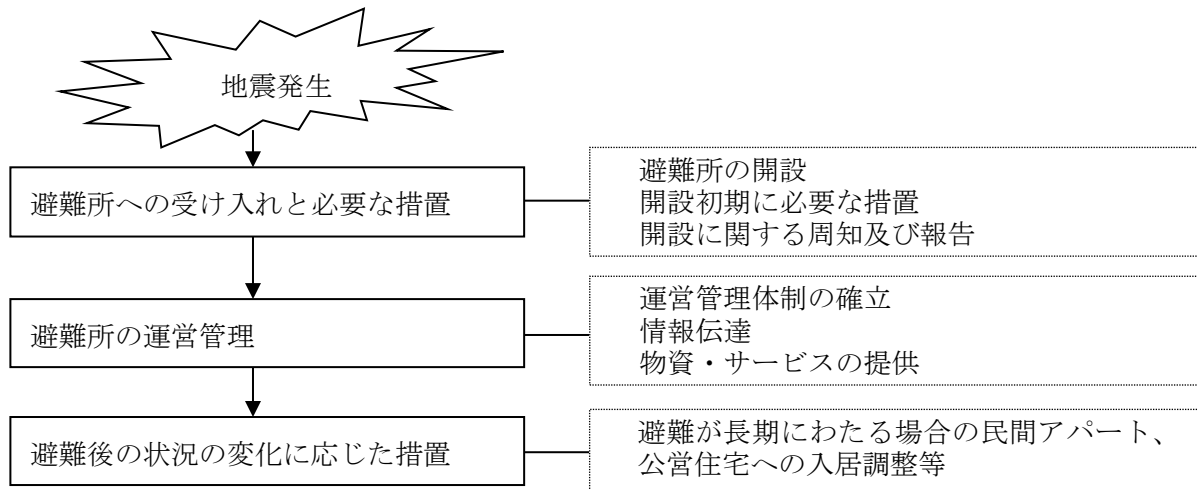 地震発生
避難所への受け入れと必要な措置
避難所の開設
開設初期に必要な措置
開設に関する周知及び報告
避難所の運営管理
運営管理体制の確立
情報伝達
物資・サービスの提供
避難後の状況の変化に応じた措置
避難が長期にわたる場合の民間アパート、
公営住宅への入居調整等